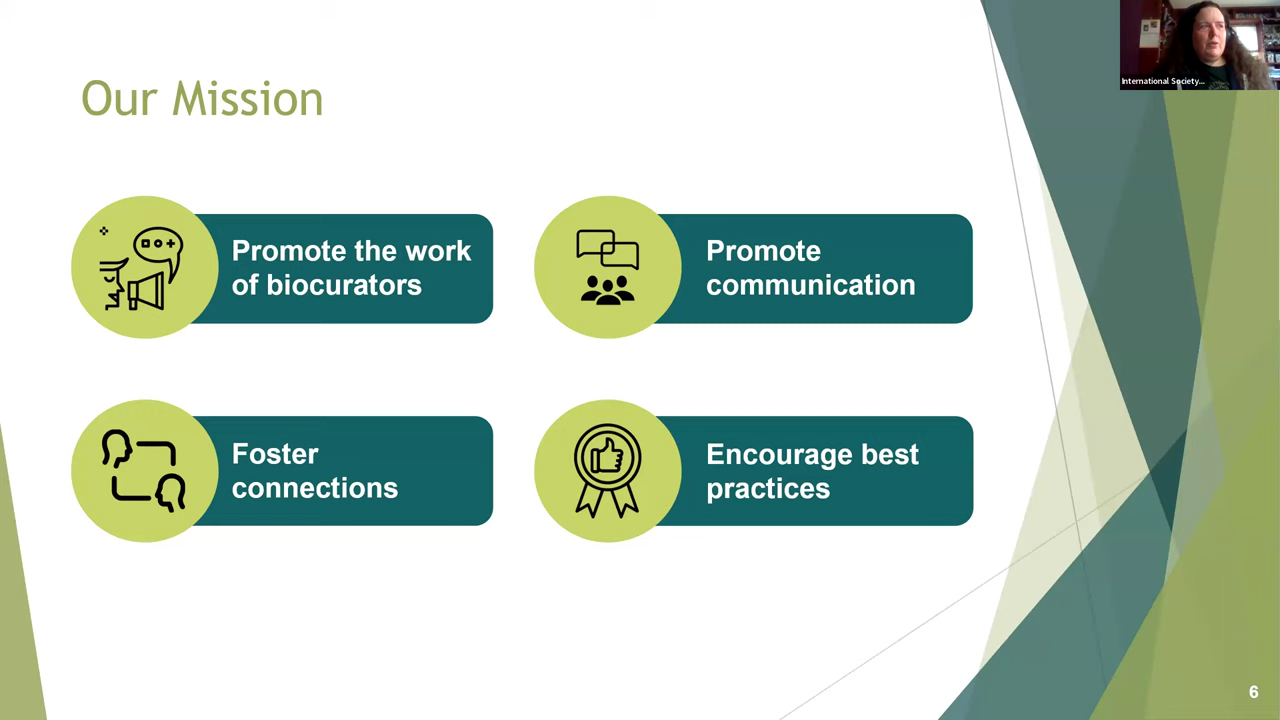 International Society...
Our Mission
Promote the work
of biocurators
Promote
communication
Foster
connections
Encourage best
practices
6